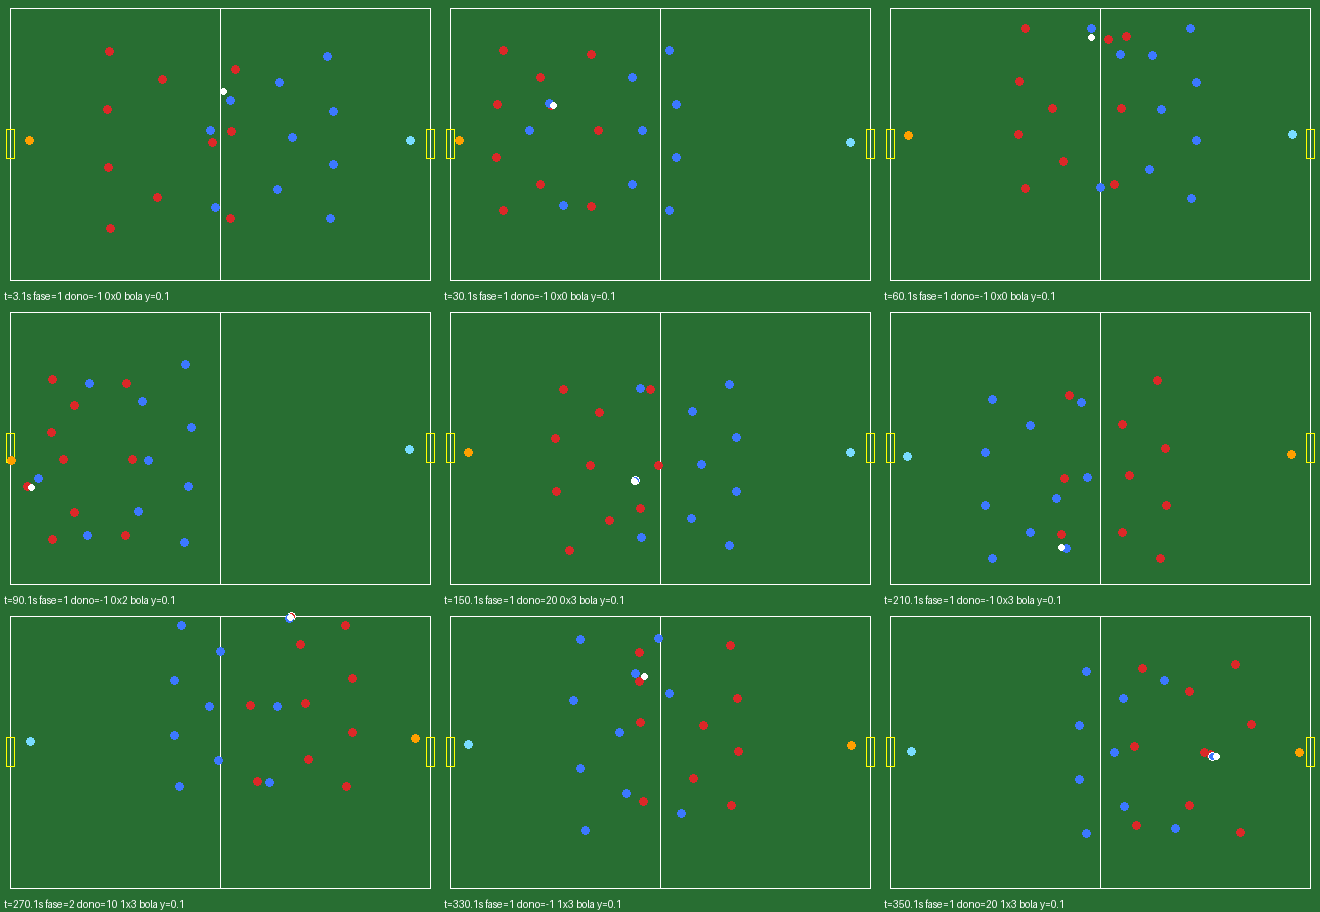 t=3.1s fase=1 dono=-1 0x0 bola y=0.1
t=30.1s fase=1 dono=-1 0x0 bola y=0.1
t=60.1s fase=1 dono=-1 0x0 bola y=0.1
t=90.1s fase=1 dono=-1 0x2 bola y=0.1
t=150.1s fase=1 dono=20 0x3 bola y=0.1
t=210.1s fase=1 dono=-1 0x3 bola y=0.1
t=270.1s fase=2 dono=10 1x3 bola y=0.1
t=330.1s fase=1 dono=-1 1x3 bola y=0.1
t=350.1s fase=1 dono=20 1x3 bola y=0.1